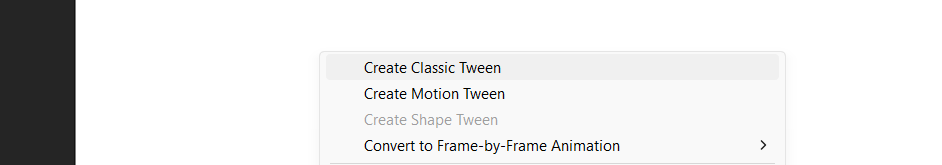 Create Classic Tween
Create Motion Tween
Create Shape Tween
Convert to Frame-by-Frame Animation